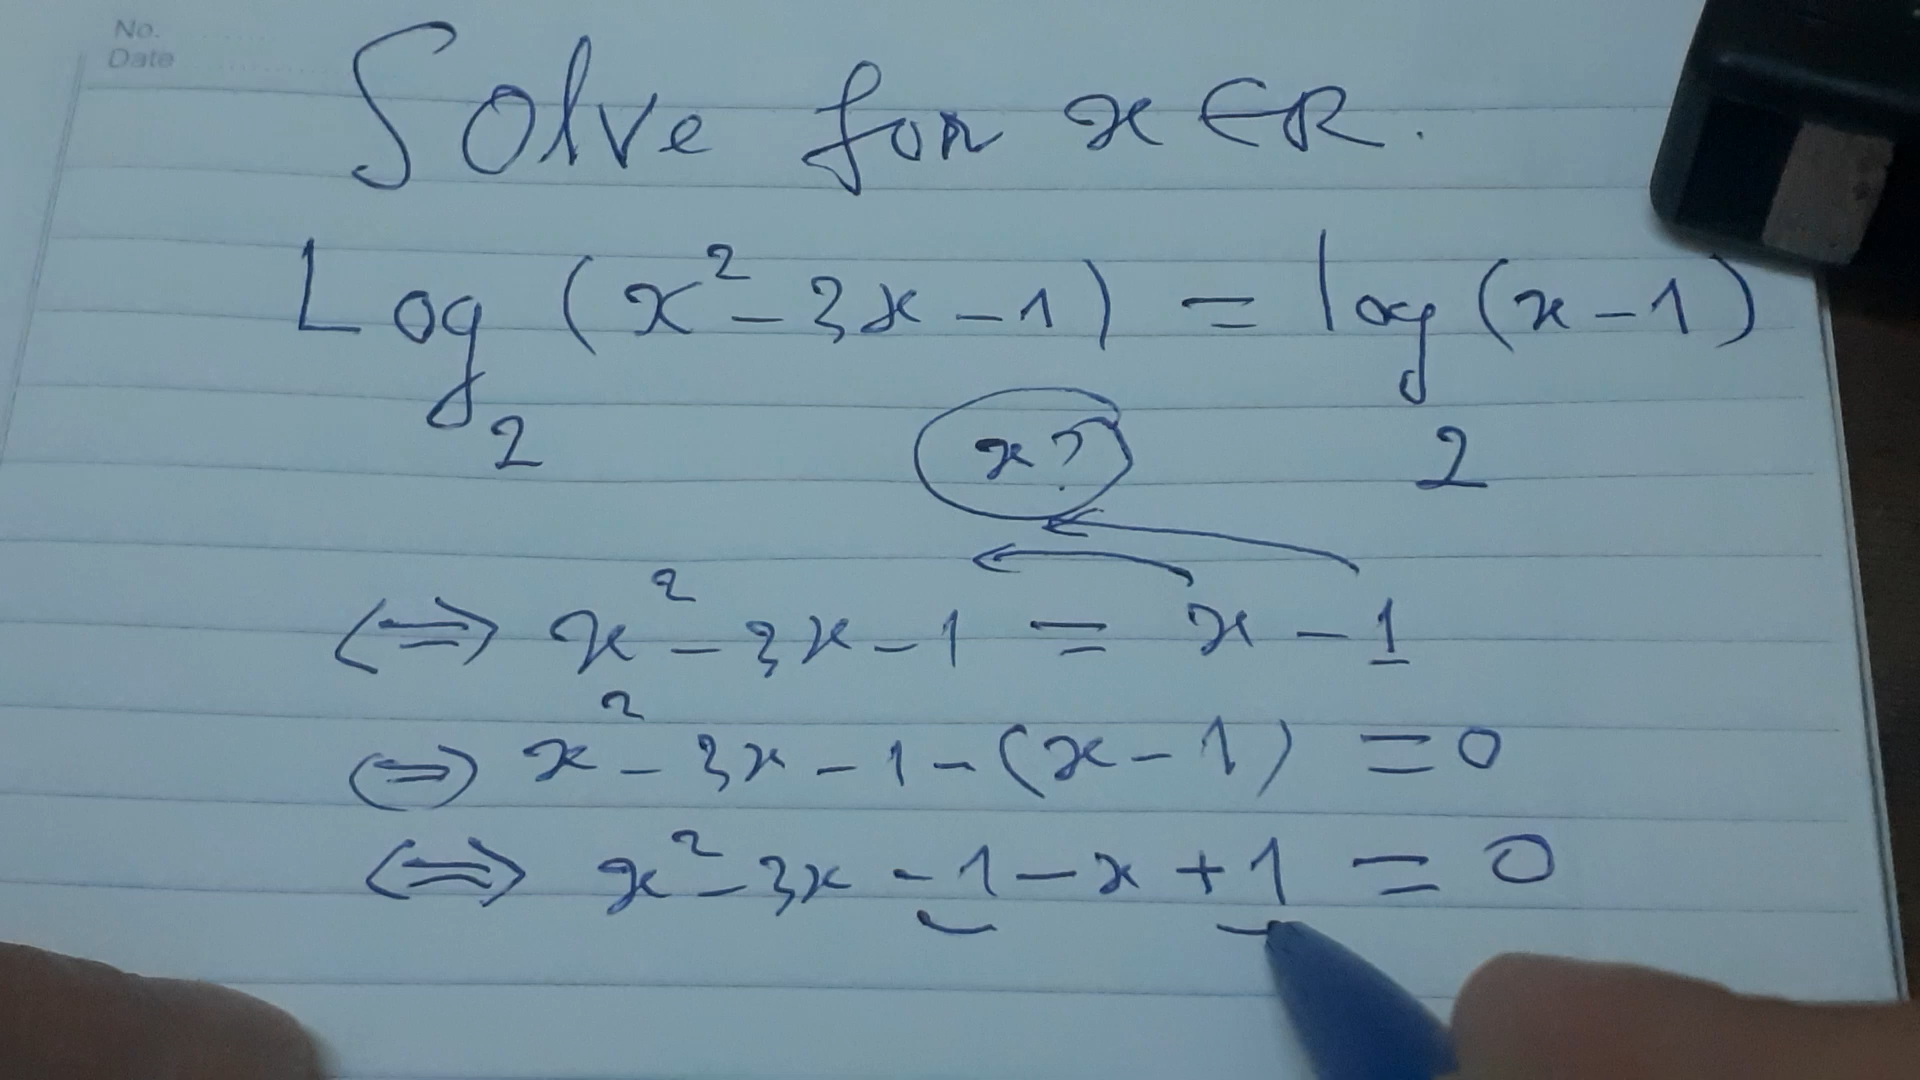 No.
Date
Solve for x ∈ R.
Log₂ (x² - 3x - 1) = log₂ (x - 1)
x?
⇔ x² - 3x - 1 = x - 1
⇔ x² - 3x - 1 - (x - 1) = 0
⇔ x² - 3x - 1 - x + 1 = 0